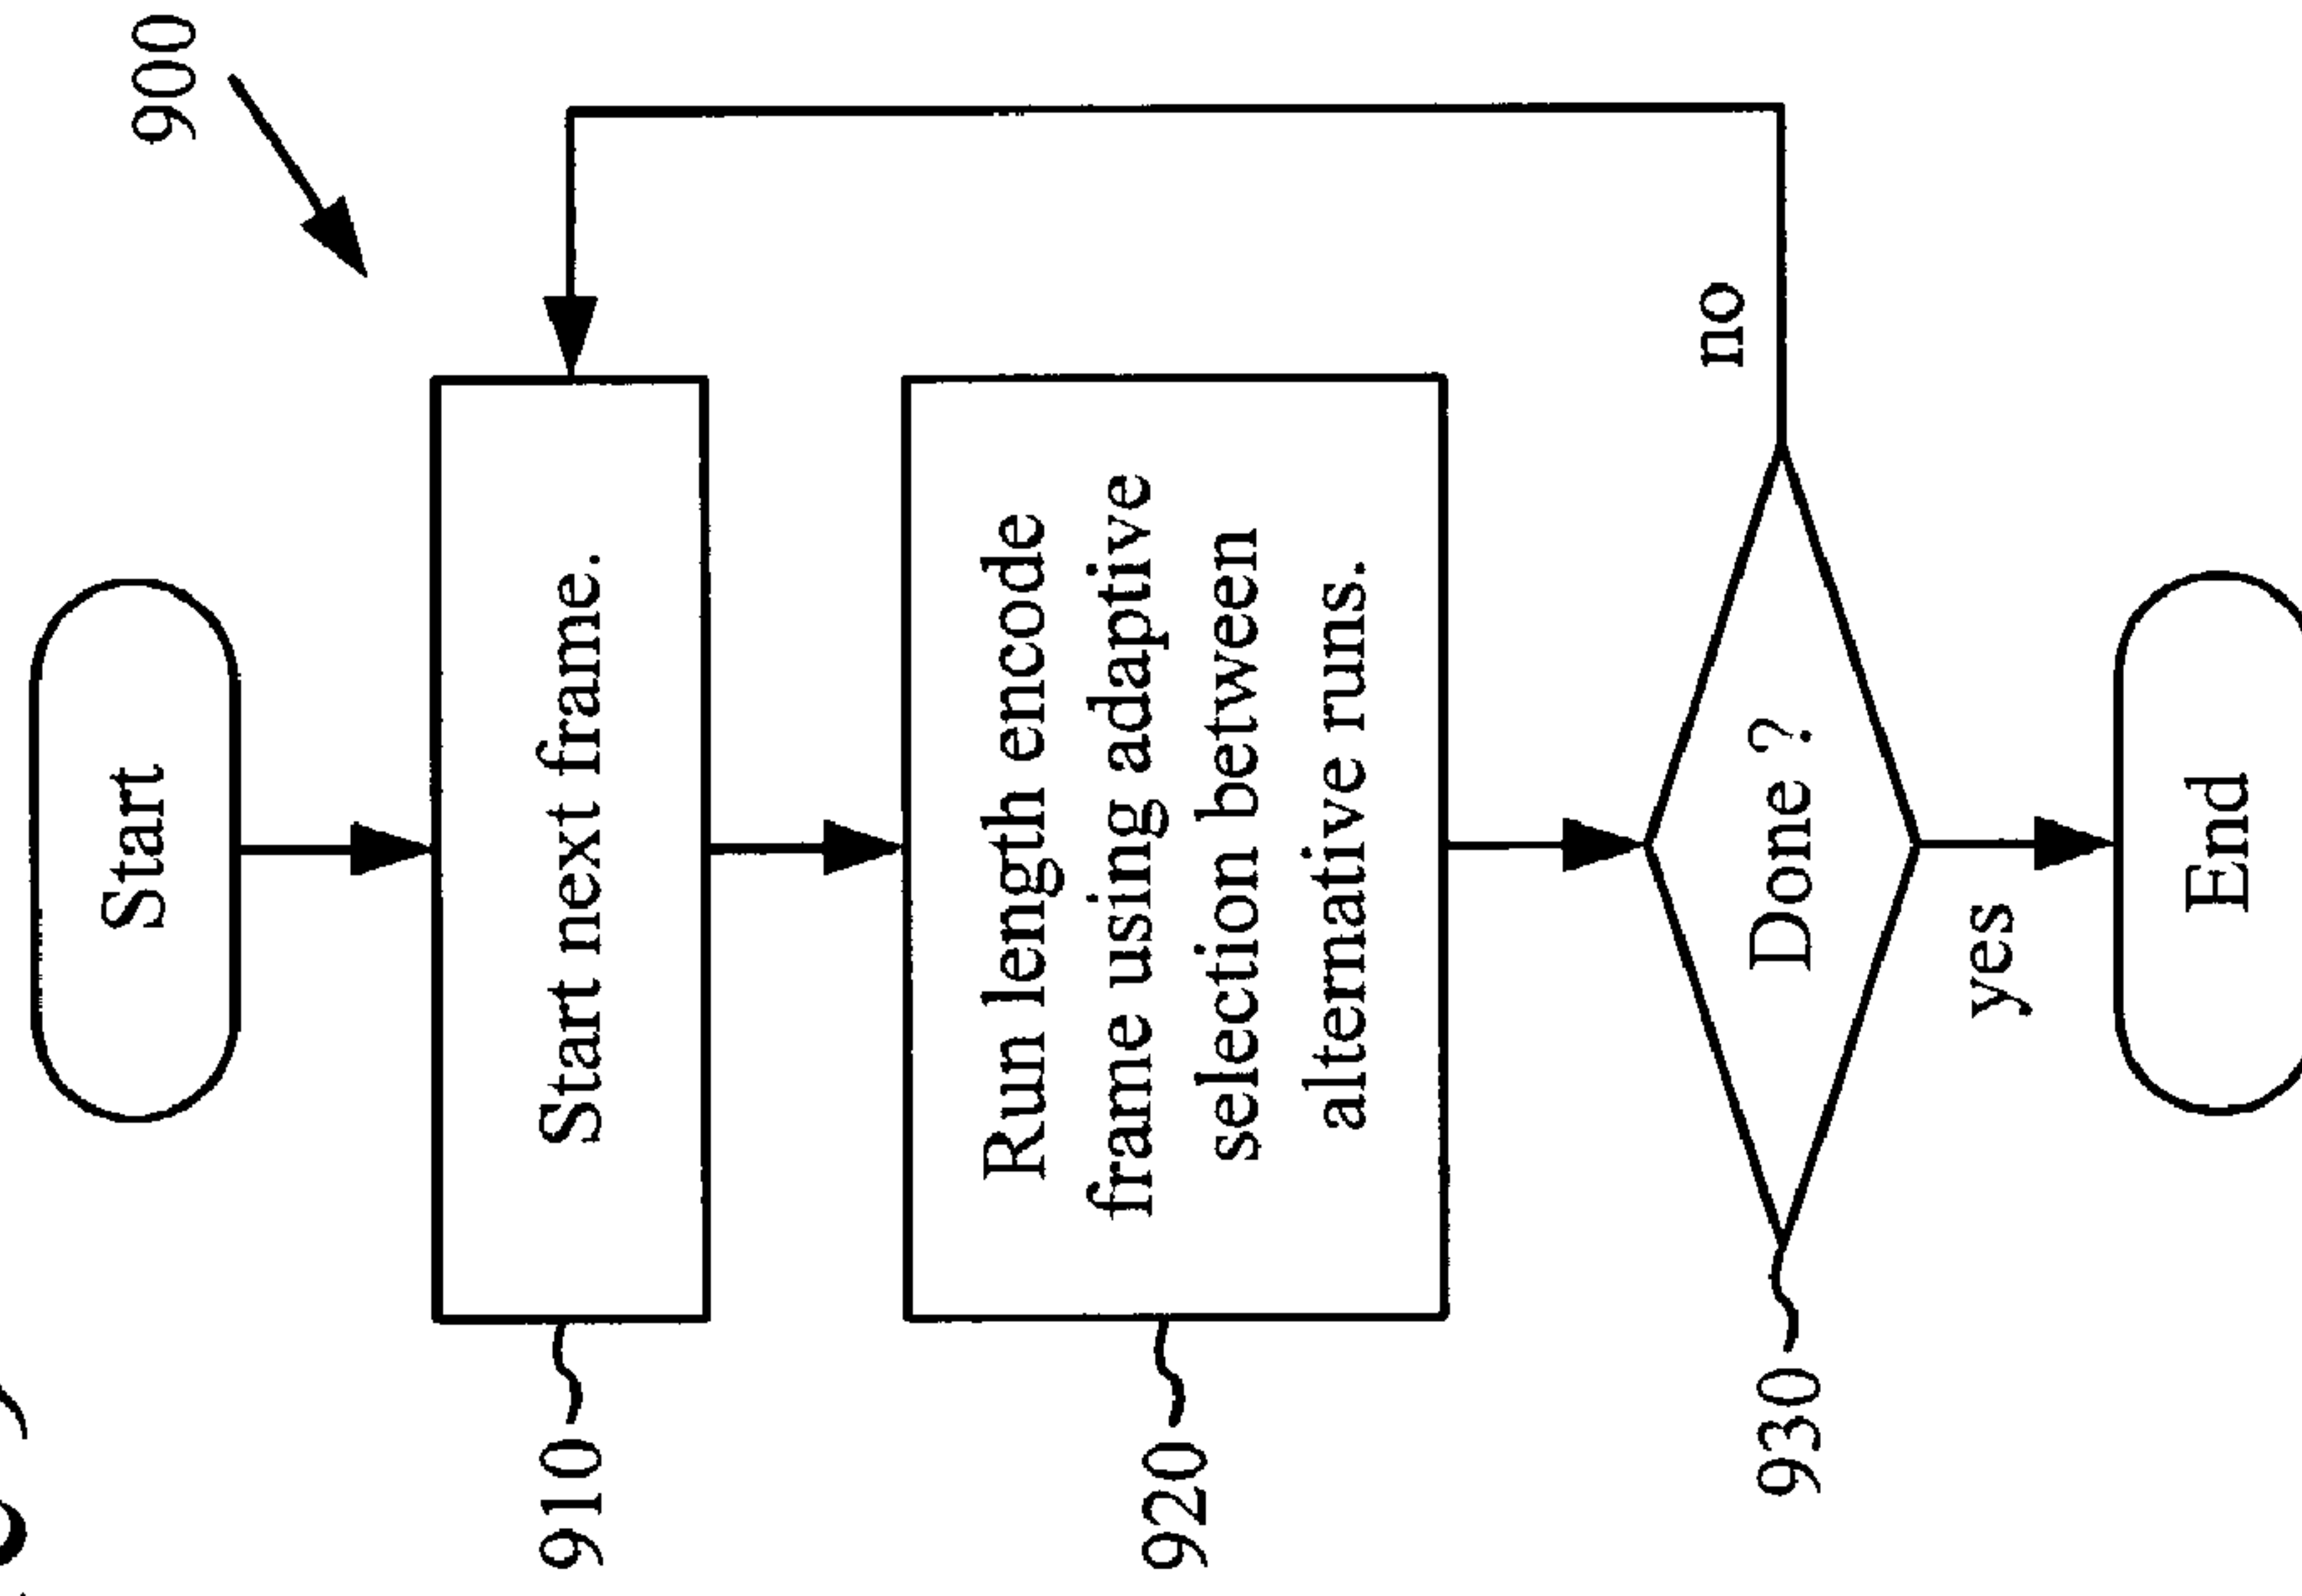 900
Start
910
Start next frame.
920
Run length encode
frame using adaptive
selection between
alternative runs.
930
Done ?
no
yes
End